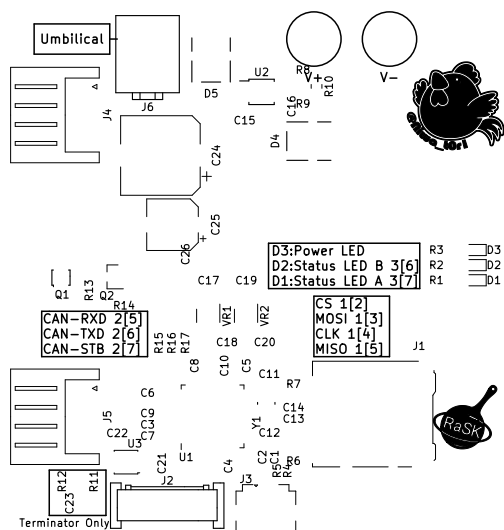 Umbilical
J6
J4
D5
U2
R8
V+
R10
R9
C16
C15
D4
V-
C24
C25
C26
Q1
R13
Q2
R14
C17
C19
D3:Power LED
D2:Status LED B 3[6]
D1:Status LED A 3[7]
R3
R2
R1
D3
D2
D1
CAN-RXD 2[5]
CAN-TXD 2[6]
CAN-STB 2[7]
R15
R16
R17
VR1
VR2
C18
C20
CS 1[2]
MOSI 1[3]
CLK 1[4]
MISO 1[5]
J1
C8
C10
C5
C11
R7
J5
C6
C9
C3
C7
C22
U3
C21
U1
Y1
C14
C13
C12
C4
C2
C1
R5
R4
R6
RaSK
R12
R11
C23
J2
J3
Terminator Only